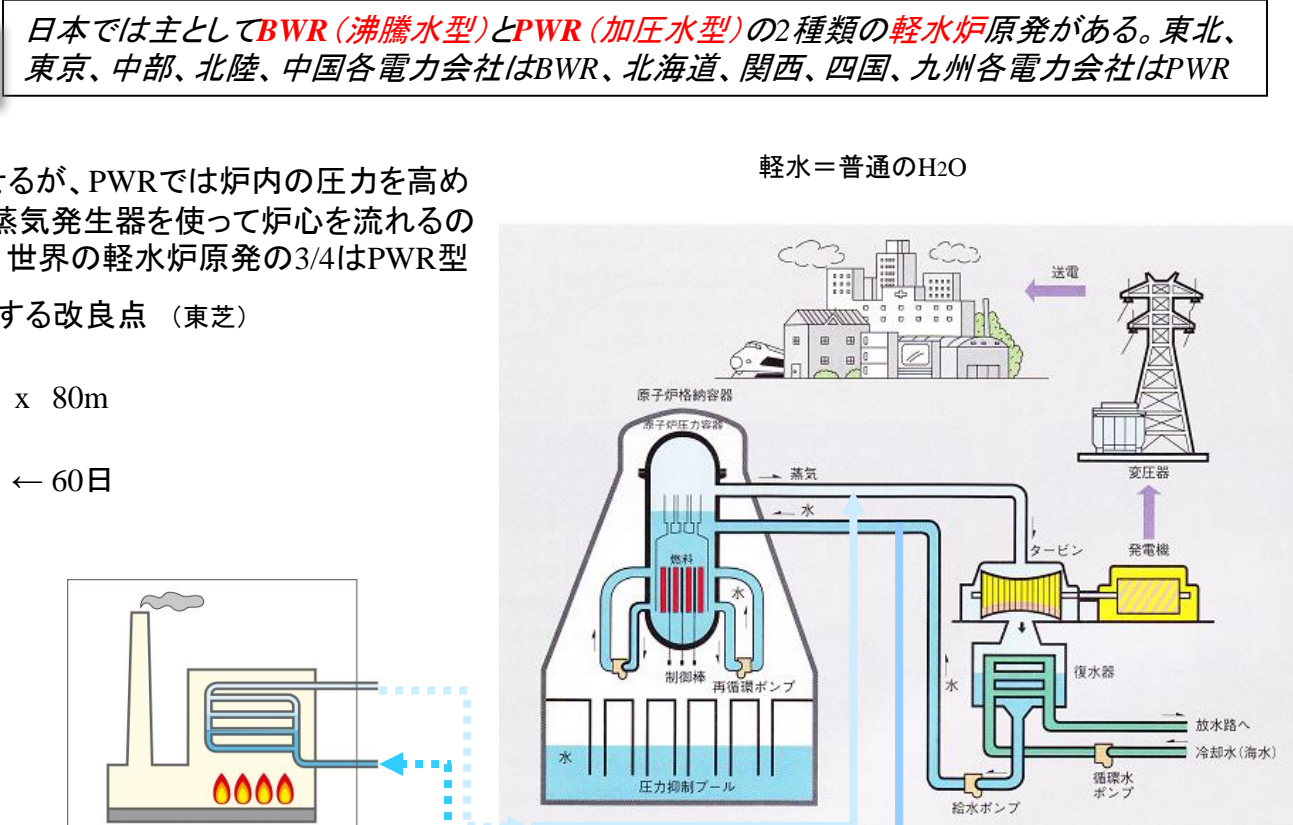 日本では主としてBWR（沸騰水型）とPWR（加圧水型）の2種類の軽水炉原発がある。東北、
東京、中部、北陸、中国各電力会社はBWR、北海道、関西、四国、九州各電力会社はPWR
軽水＝普通のH2O
せるが、PWRでは炉内の圧力を高め
蒸気発生器を使って炉心を流れるの
世界の軽水炉原発の3/4はPWR型
する改良点 （東芝）
x 80m
← 60日
送電
原子炉格納容器
原子炉圧力容器
変圧器
蒸気
水
タービン
発電機
燃料
水
制御棒
再循環ポンプ
水
復水器
放水路へ
冷却水（海水）
水
圧力抑制プール
循環水
ポンプ
給水ポンプ